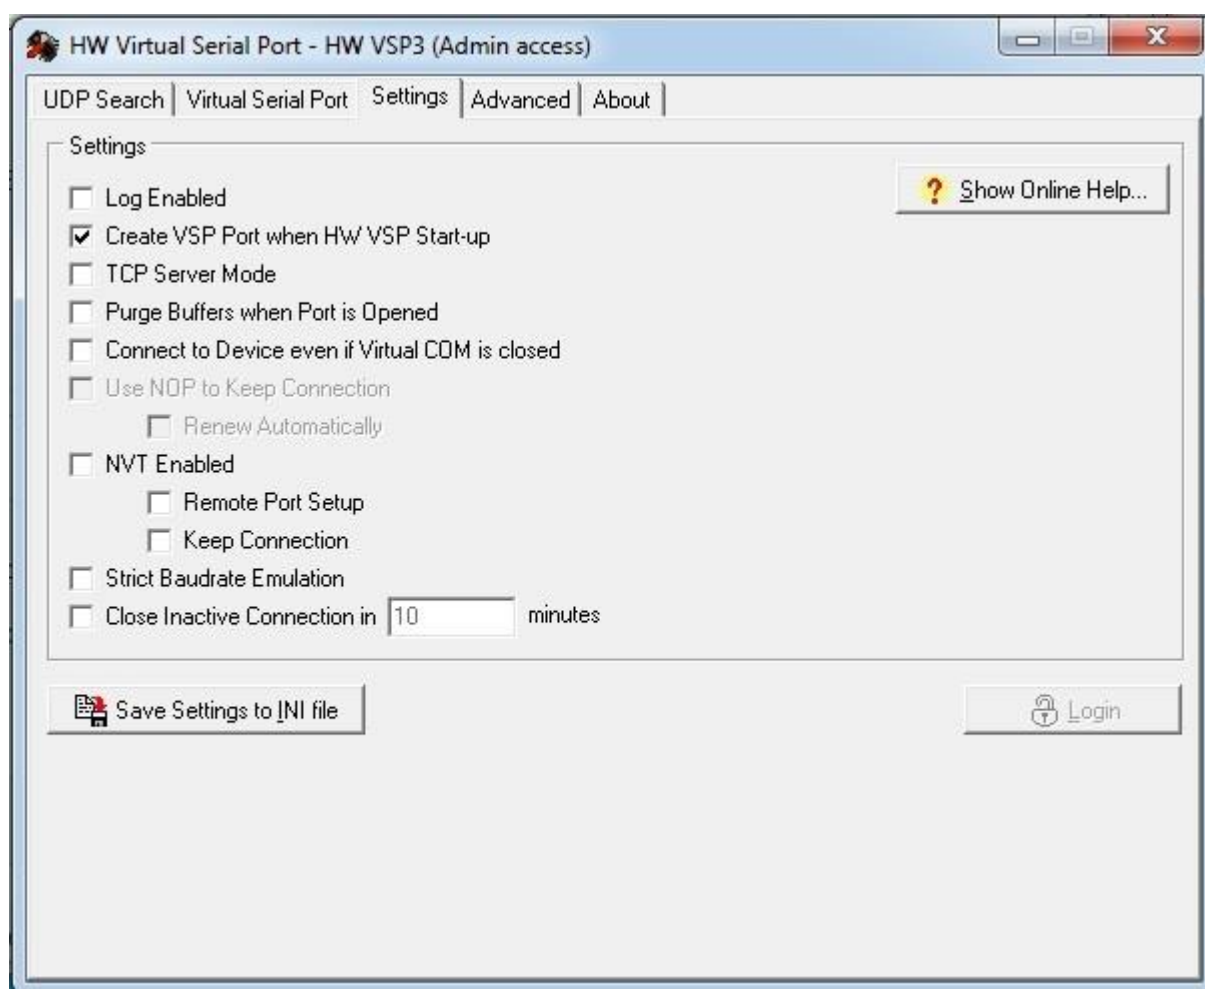 HW Virtual Serial Port - HW VSP3 (Admin access)
UDP Search Virtual Serial Port Settings Advanced About
Settings
Show Online Help...
Log Enabled
Create VSP Port when HW VSP Start-up
TCP Server Mode
Purge Buffers when Port is Opened
Connect to Device even if Virtual COM is closed
Use NOP to Keep Connection
Renew Automatically
NVT Enabled
Remote Port Setup
Keep Connection
Strict Baudrate Emulation
Close Inactive Connection in 10 minutes
Save Settings to INI file
Login